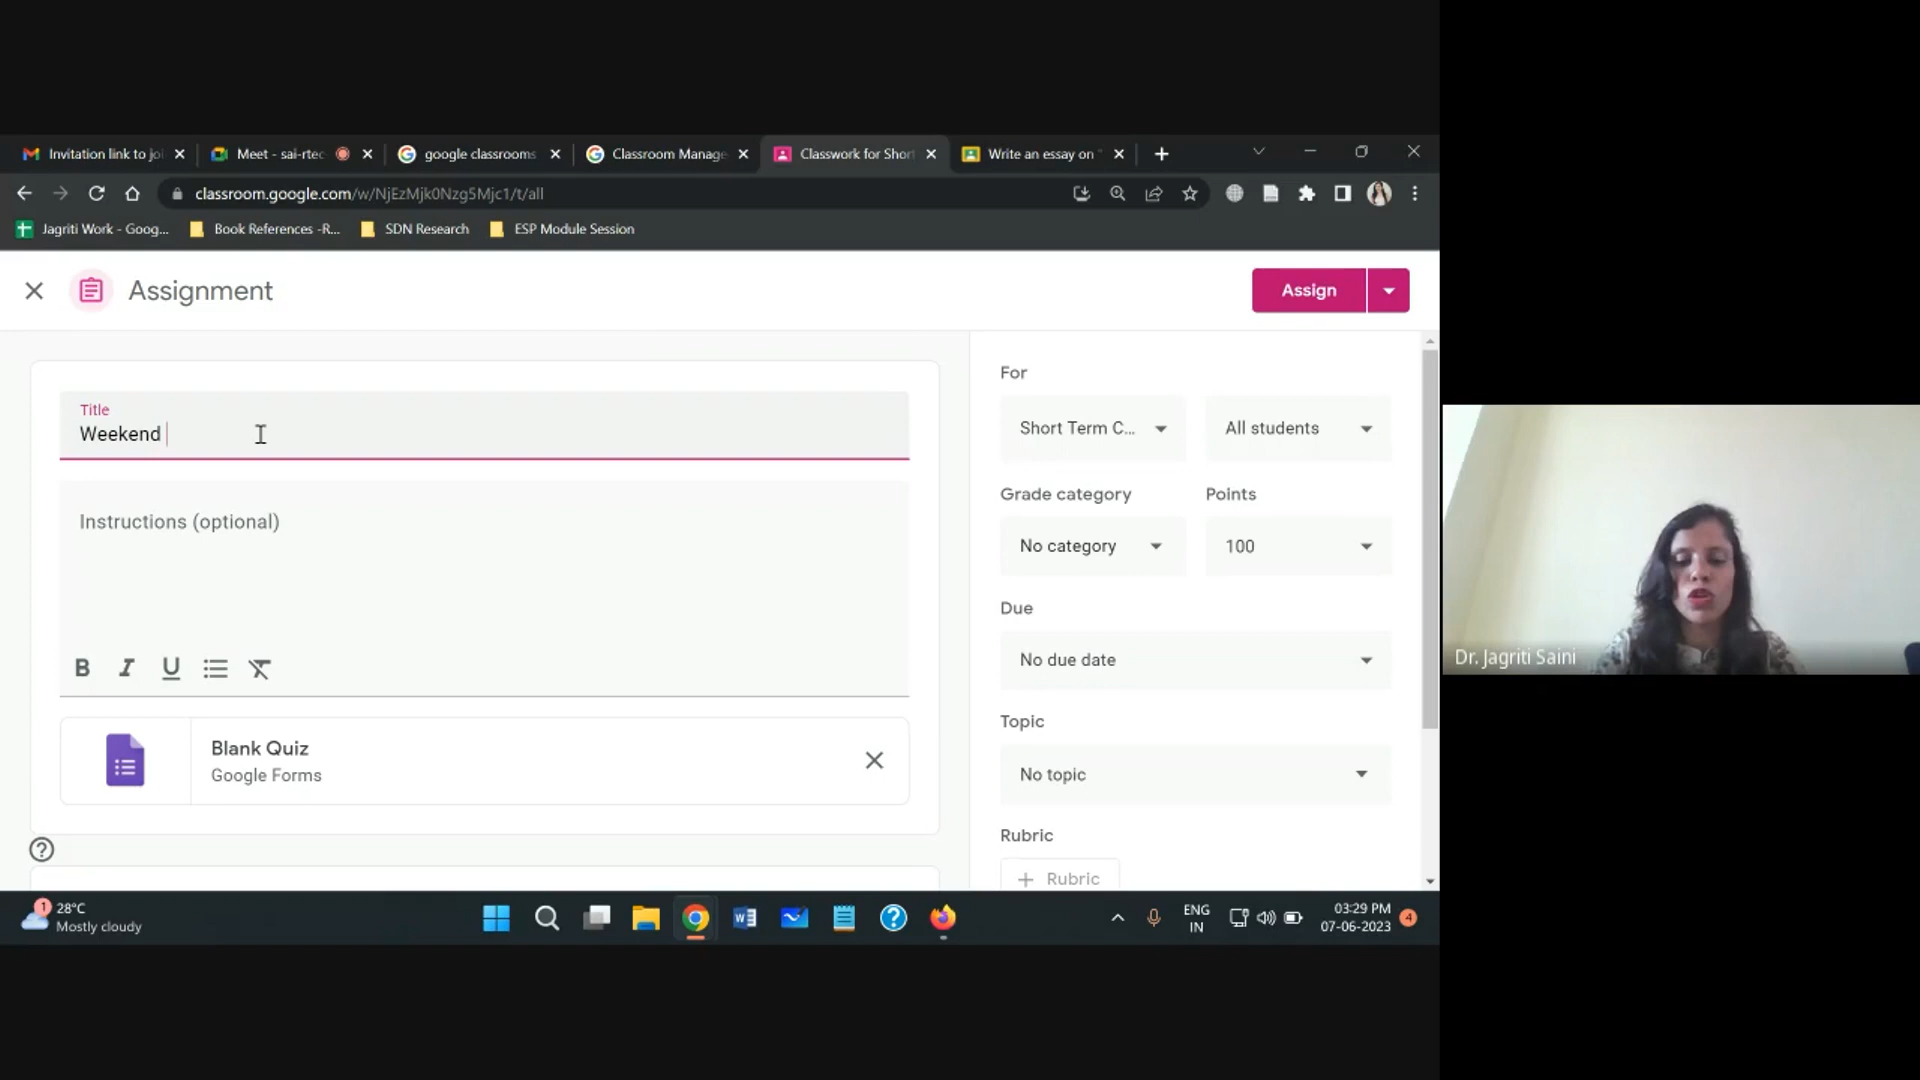 Invitation link to joi
Meet - sai-rtec
google classrooms
Classroom Manage
Classwork for Short
Write an essay on "
classroom.google.com/w/NjEzMjk0Nzg5Mjc1/t/all
Jagriti Work - Goog...
Book References -R...
SDN Research
ESP Module Session
Assignment
Assign
Title
Weekend
Instructions (optional)
B I U
Blank Quiz
Google Forms
For
Short Term C...
All students
Grade category
Points
No category
100
Due
No due date
Topic
No topic
Rubric
+ Rubric
Dr. Jagriti Saini
1
28°C
Mostly cloudy
ENG
IN
03:29 PM
07-06-2023
4